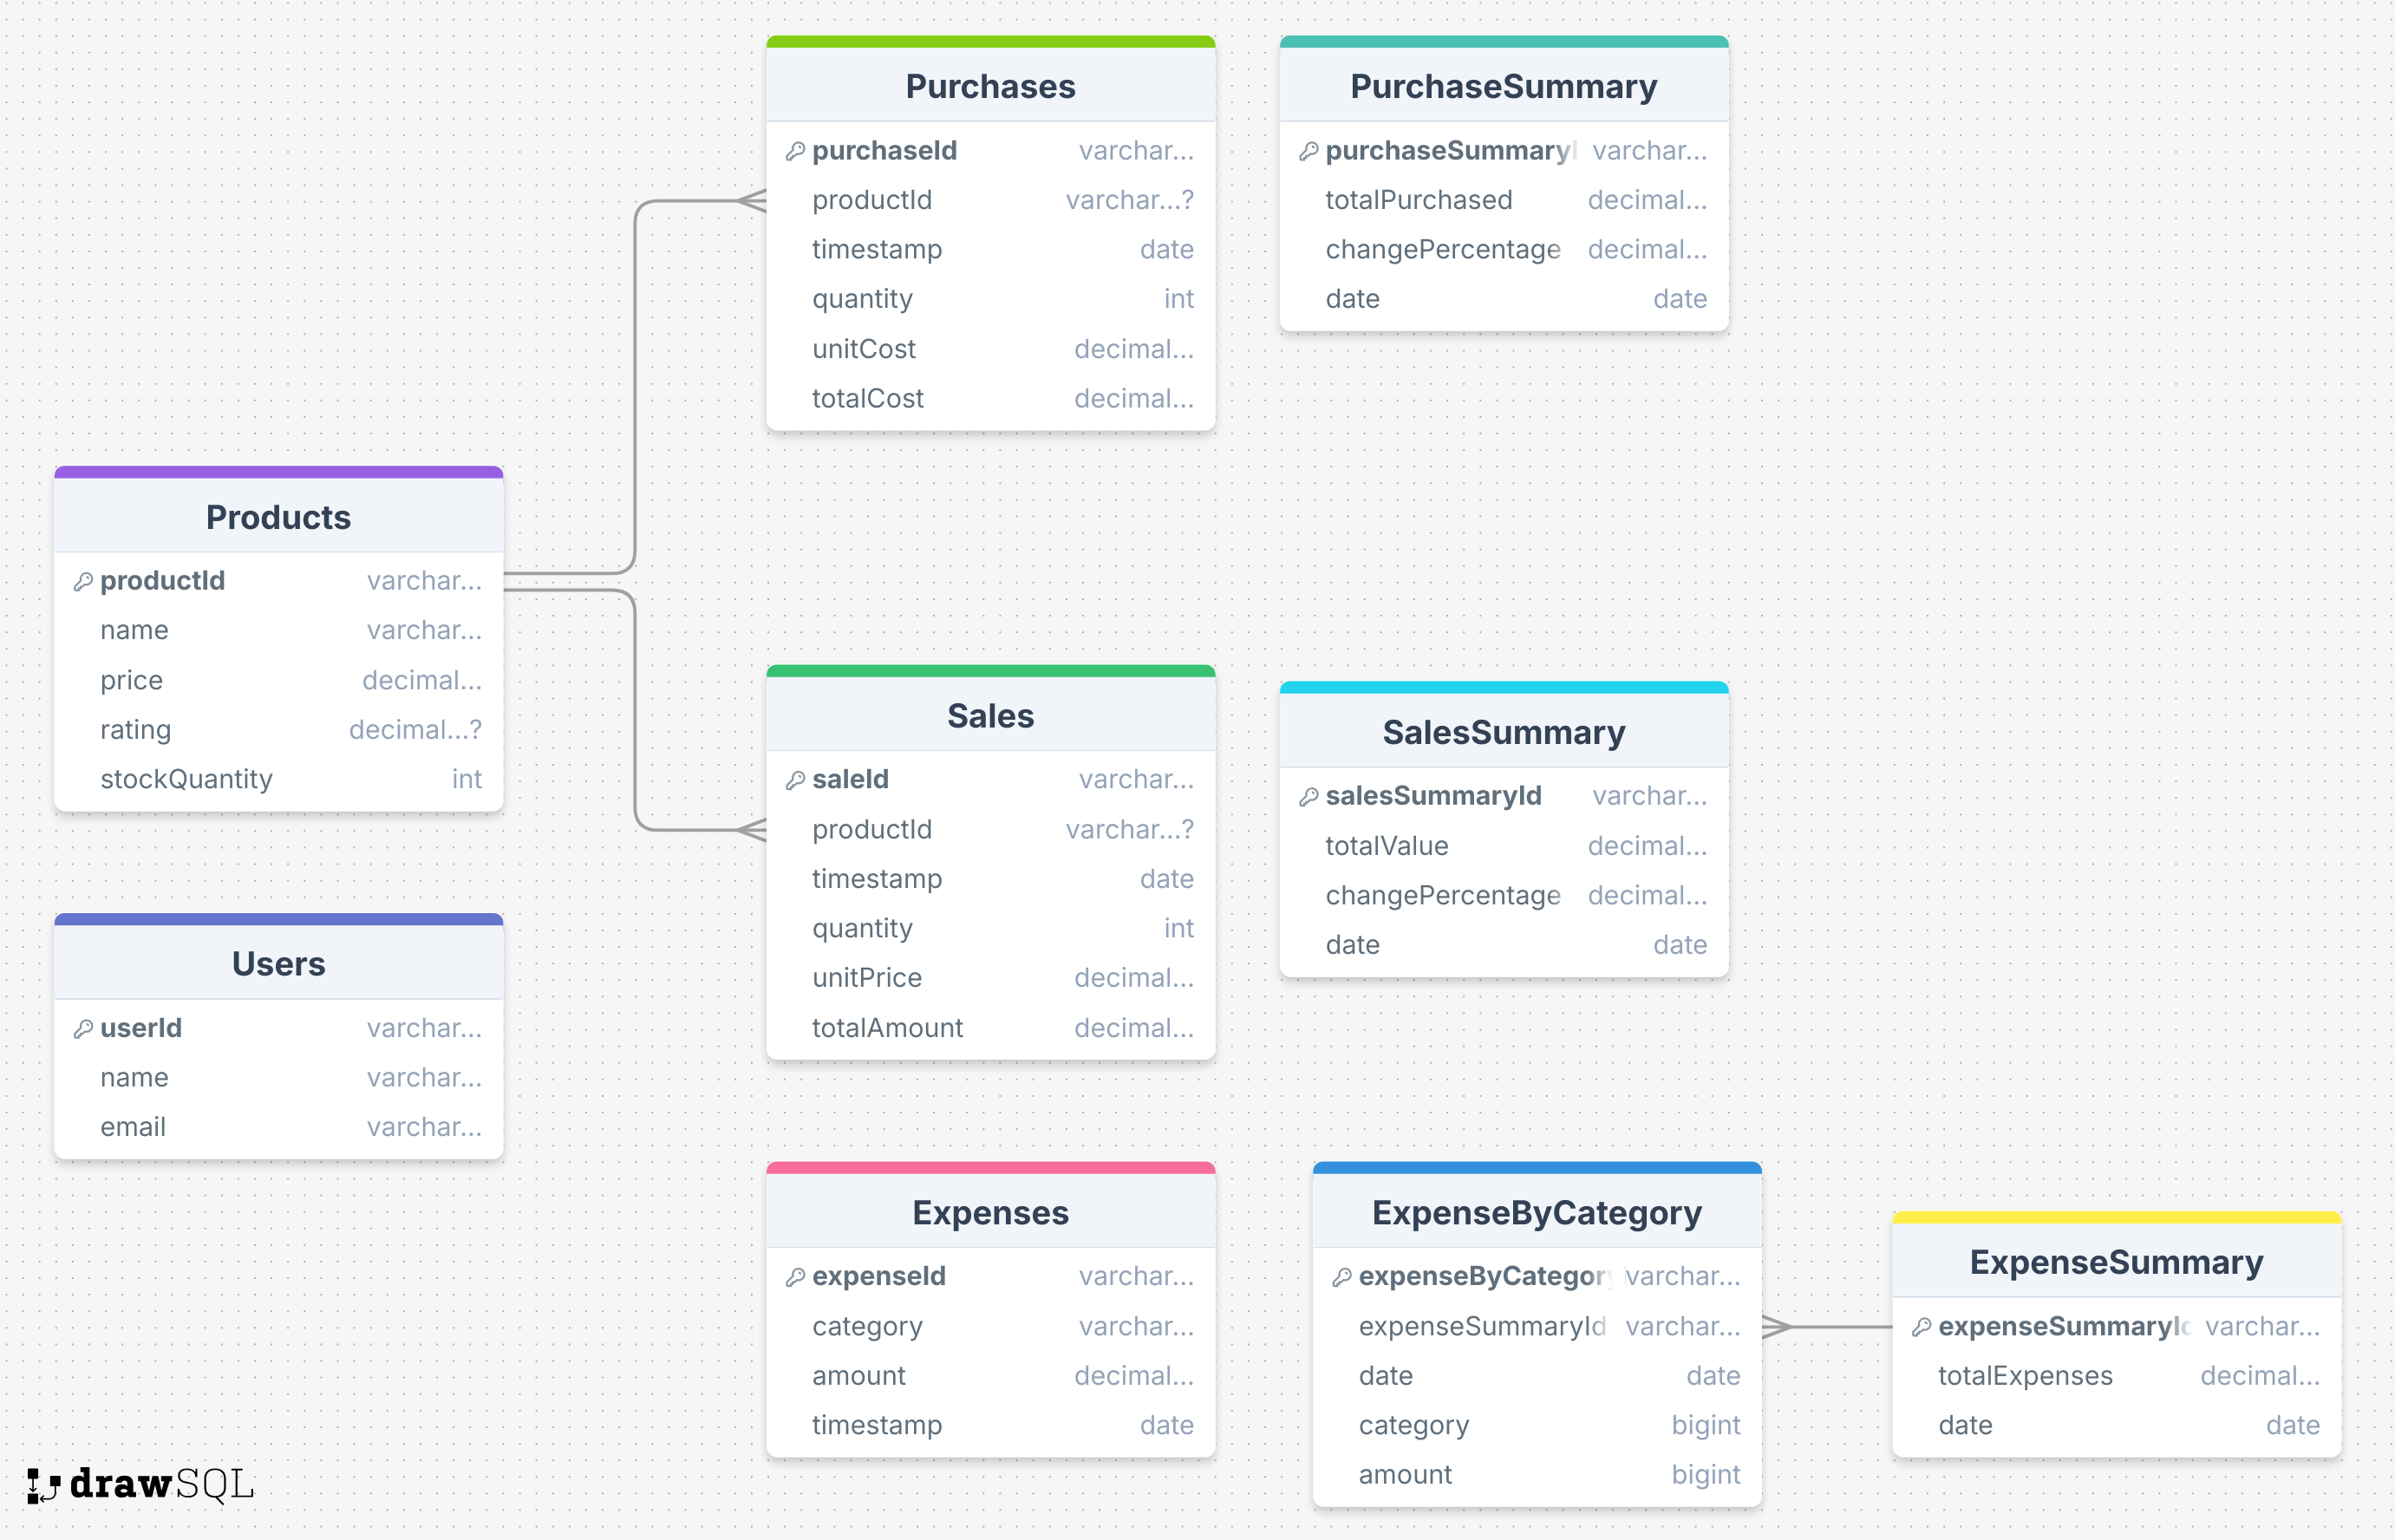 Purchases
purchaseId varchar...
productId varchar...?
timestamp date
quantity int
unitCost decimal...
totalCost decimal...
PurchaseSummary
purchaseSummaryI varchar...
totalPurchased decimal...
changePercentage decimal...
date date
Products
productId varchar...
name varchar...
price decimal...
rating decimal...?
stockQuantity int
Sales
saleId varchar...
productId varchar...?
timestamp date
quantity int
unitPrice decimal...
totalAmount decimal...
SalesSummary
salesSummaryId varchar...
totalValue decimal...
changePercentage decimal...
date date
Users
userId varchar...
name varchar...
email varchar...
Expenses
expenseId varchar...
category varchar...
amount decimal...
timestamp date
ExpenseByCategory
expenseByCategory varchar...
expenseSummaryId varchar...
date date
category bigint
amount bigint
ExpenseSummary
expenseSummaryId varchar...
totalExpenses decimal...
date date
drawSQL